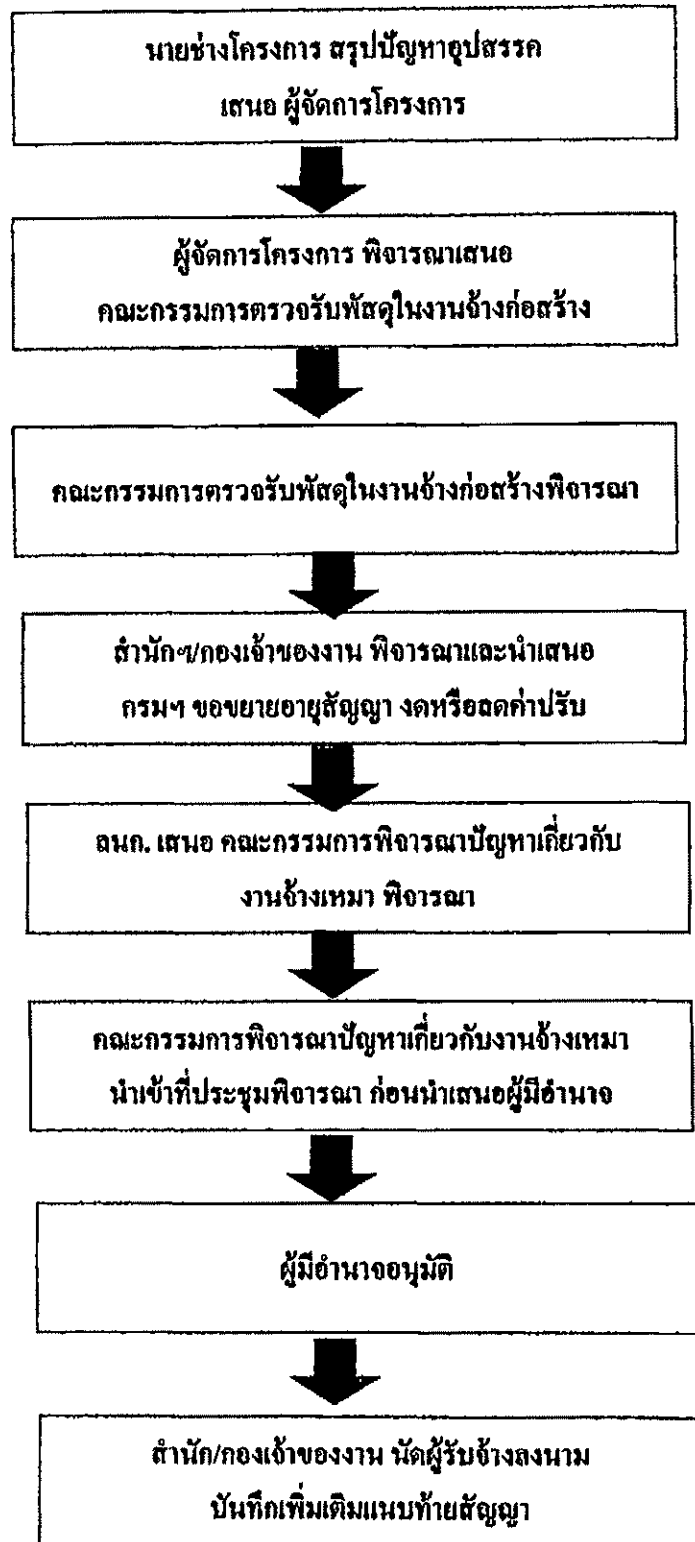 นายช่างโครงการ สรุปปัญหาอุปสรรค
เสนอ ผู้จัดการโครงการ
ผู้จัดการโครงการ พิจารณาเสนอ
คณะกรรมการตรวจรับพัสดุในงานจ้างก่อสร้าง
คณะกรรมการตรวจรับพัสดุในงานจ้างก่อสร้างพิจารณา
สำนักฯ/กองเจ้าของงาน พิจารณาและนำเสนอ
กรมฯ ขอขยายอายุสัญญา งดหรือลดค่าปรับ
ลนก. เสนอ คณะกรรมการพิจารณาปัญหาเกี่ยวกับ
งานจ้างเหมา พิจารณา
คณะกรรมการพิจารณาปัญหาเกี่ยวกับงานจ้างเหมา
นำเข้าที่ประชุมพิจารณา ก่อนนำเสนอผู้มีอำนาจ
ผู้มีอำนาจอนุมัติ
สำนัก/กองเจ้าของงาน นัดผู้รับจ้างลงนาม
บันทึกเพิ่มเติมแนบท้ายสัญญา